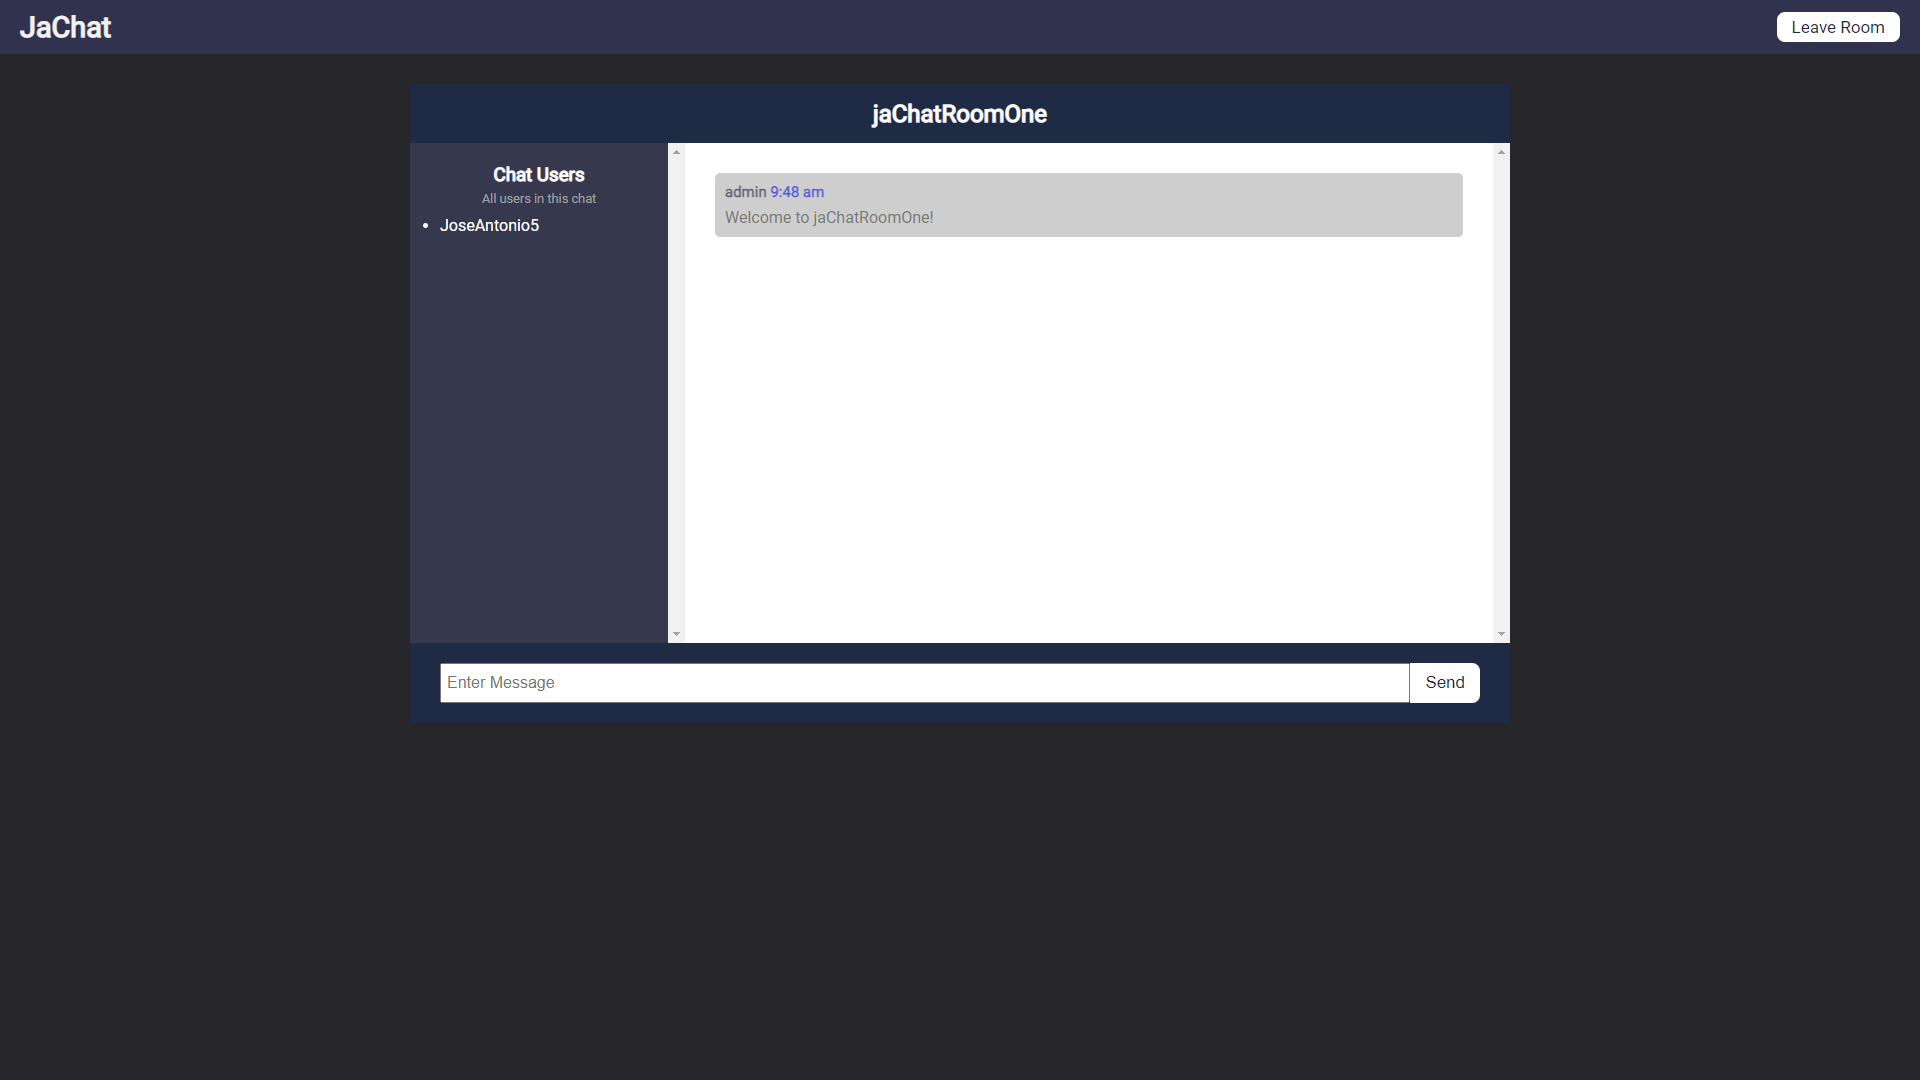 JaChat
Leave Room
jaChatRoomOne
Chat Users
All users in this chat
JoseAntonio5
admin 9:48 am
Welcome to jaChatRoomOne!
Enter Message
Send